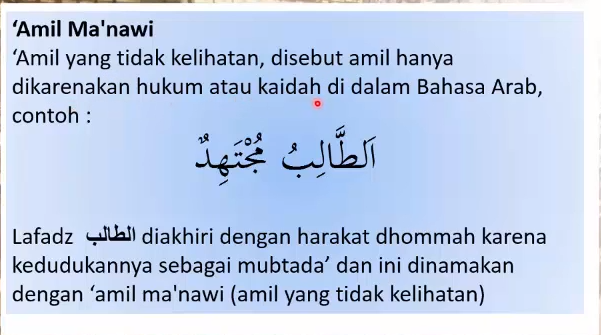 ‘Amil Ma'nawi
‘Amil yang tidak kelihatan, disebut amil hanya
dikarenakan hukum atau kaidah di dalam Bahasa Arab,
contoh :
اَلطَّالِبُ مُجْتَهِدٌ
Lafadz الطالب diakhiri dengan harakat dhommah karena
kedudukannya sebagai mubtada’ dan ini dinamakan
dengan ‘amil ma'nawi (amil yang tidak kelihatan)